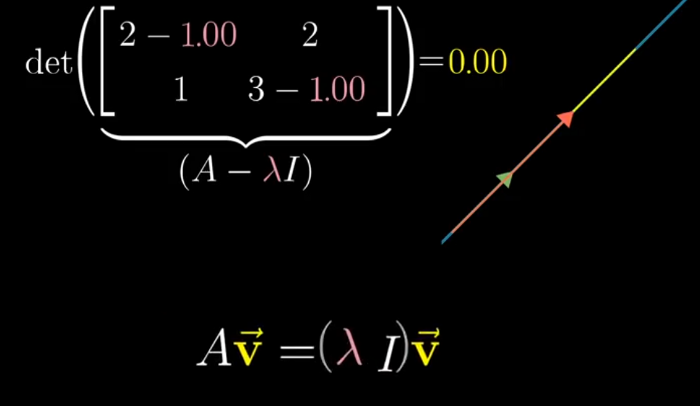 det([2 − 1.00 2
1 3 − 1.00]) = 0.00
(A − λI)
Av⃗ = (λ I)v⃗